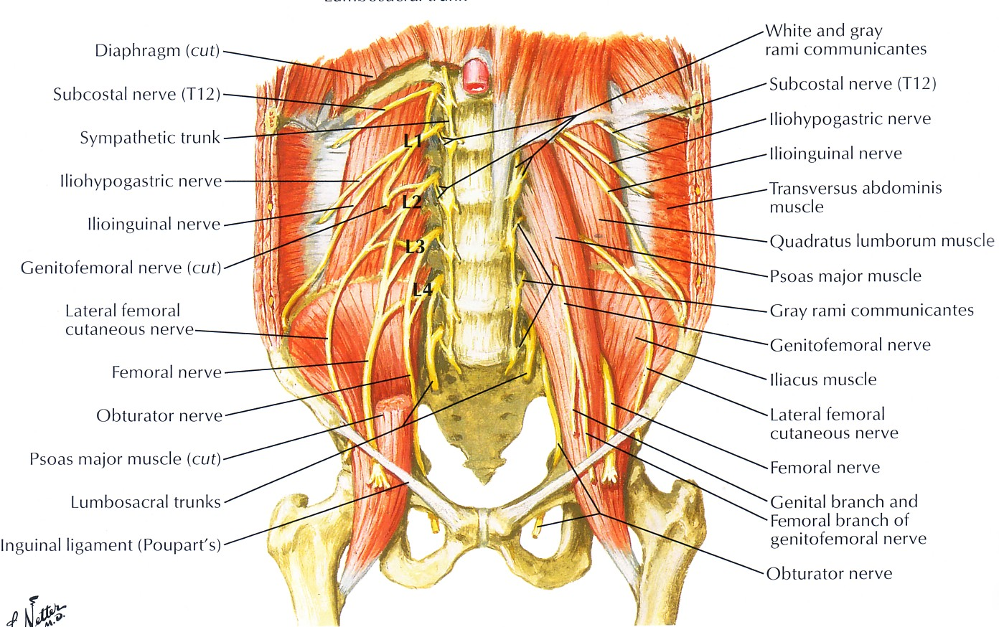 Diaphragm (cut)
Subcostal nerve (T12)
Sympathetic trunk
Iliohypogastric nerve
Ilioinguinal nerve
Genitofemoral nerve (cut)
Lateral femoral
cutaneous nerve
Femoral nerve
Obturator nerve
Psoas major muscle (cut)
Lumbosacral trunks
Inguinal ligament (Poupart's)
L1
L2
L3
L4
White and gray
rami communicantes
Subcostal nerve (T12)
Iliohypogastric nerve
Ilioinguinal nerve
Transversus abdominis
muscle
Quadratus lumborum muscle
Psoas major muscle
Gray rami communicantes
Genitofemoral nerve
Iliacus muscle
Lateral femoral
cutaneous nerve
Femoral nerve
Genital branch and
Femoral branch of
genitofemoral nerve
Obturator nerve
Netter
M.D.